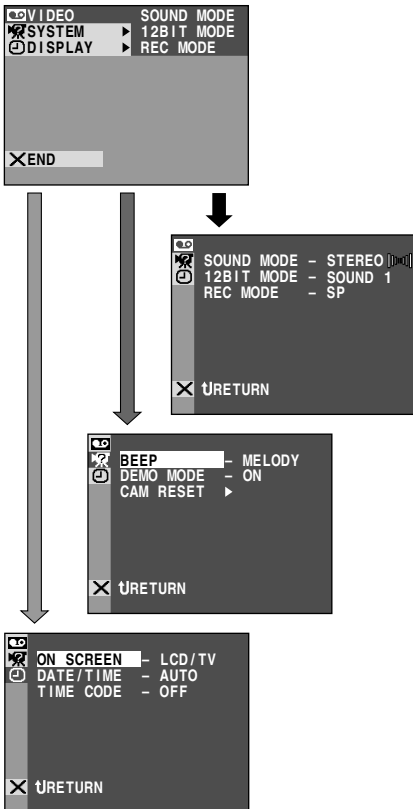 VIDEO SOUND MODE
SYSTEM ▶ 12BIT MODE
DISPLAY ▶ REC MODE
END
SOUND MODE – STEREO
12BIT MODE – SOUND 1
REC MODE – SP
RETURN
BEEP – MELODY
DEMO MODE – ON
CAM RESET ▶
RETURN
ON SCREEN – LCD/TV
DATE/TIME – AUTO
TIME CODE – OFF
RETURN